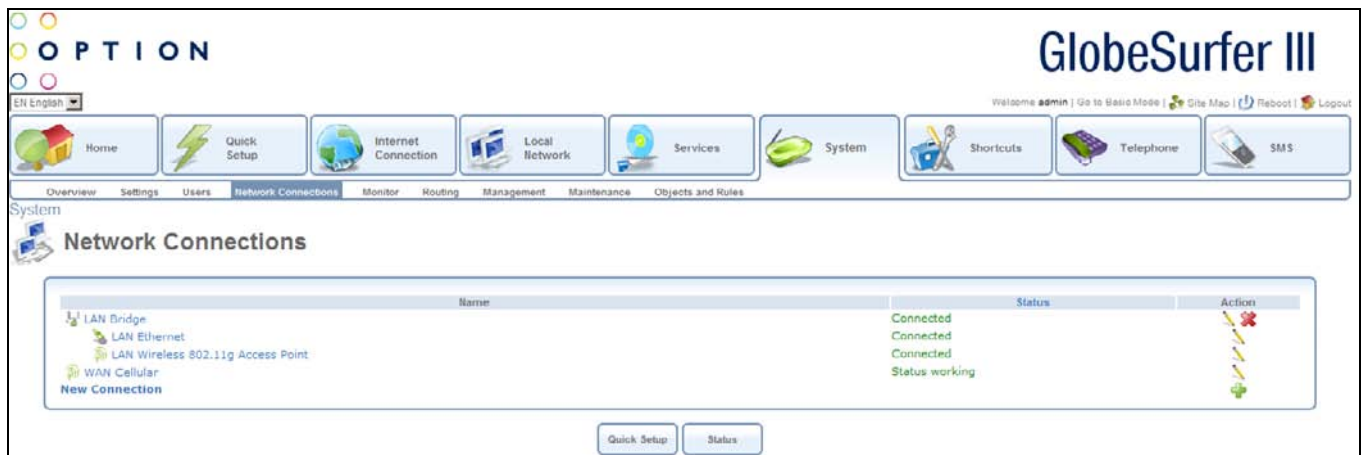 OPTION
GlobeSurfer III
EN English
Welcome admin | Go to Basic Mode | Site Map | Reboot | Logout
Home
Quick Setup
Internet Connection
Local Network
Services
System
Shortcuts
Telephone
SMS
Overview Settings Users Network Connections Monitor Routing Management Maintenance Objects and Rules
System
Network Connections
Name Status Action
LAN Bridge Connected
LAN Ethernet Connected
LAN Wireless 802.11g Access Point Connected
WAN Cellular Status working
New Connection
Quick Setup Status